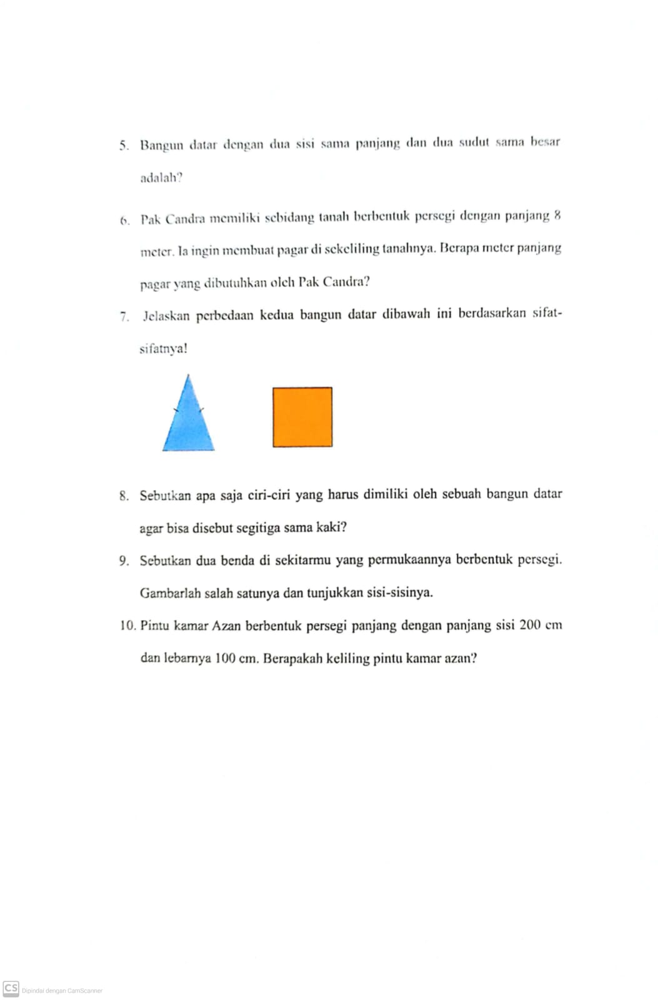 5. Bangun datar dengan dua sisi sama panjang dan dua sudut sama besar
adalah?
6. Pak Candra memiliki sebidang tanah berbentuk persegi dengan panjang 8
meter. Ia ingin membuat pagar di sekeliling tanahnya. Berapa meter panjang
pagar yang dibutuhkan oleh Pak Candra?
7. Jelaskan perbedaan kedua bangun datar dibawah ini berdasarkan sifat-
sifatnya!
8. Sebutkan apa saja ciri-ciri yang harus dimiliki oleh sebuah bangun datar
agar bisa disebut segitiga sama kaki?
9. Sebutkan dua benda di sekitarmu yang permukaannya berbentuk persegi.
Gambarlah salah satunya dan tunjukkan sisi-sisinya.
10. Pintu kamar Azan berbentuk persegi panjang dengan panjang sisi 200 cm
dan lebarnya 100 cm. Berapakah keliling pintu kamar azan?
CS Dipindai dengan CamScanner